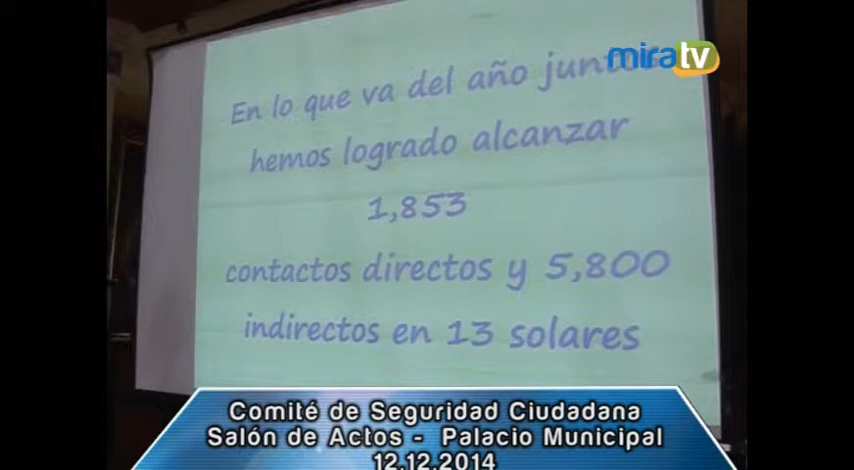 miratv
En lo que va del año juntos
hemos logrado alcanzar
1,853
contactos directos y 5,800
indirectos en 13 solares
Comité de Seguridad Ciudadana
Salón de Actos - Palacio Municipal
12.12.2014